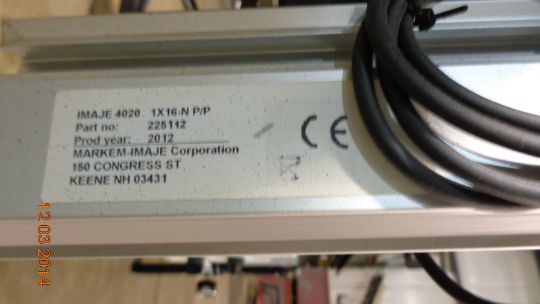 IMAJE 4020 1X16-N P/P
Part no: 225112
Prod year: 2012
MARKEM-IMAJE Corporation
150 CONGRESS ST
KEENE NH 03431
CE
12 03 2014